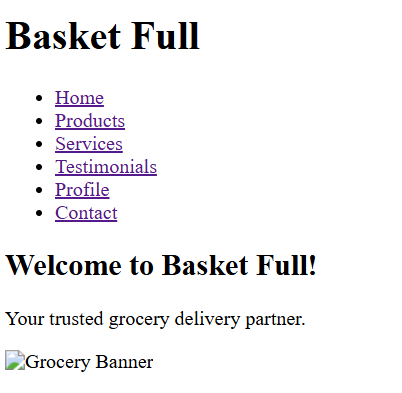 Basket Full
Home
Products
Services
Testimonials
Profile
Contact
Welcome to Basket Full!
Your trusted grocery delivery partner.
Grocery Banner